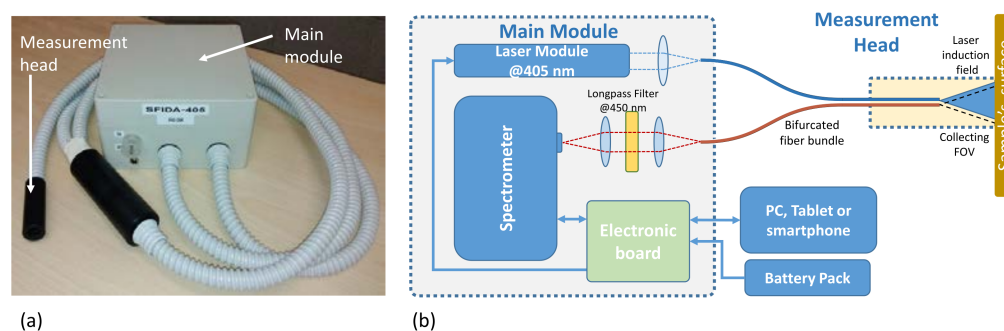 Measurement
head
Main
module
SFIDA-405
(a)
Main Module
Laser Module
@405 nm
Longpass Filter
@450 nm
Spectrometer
Electronic
board
Bifurcated
fiber bundle
PC, Tablet or
smartphone
Battery Pack
Measurement
Head
Laser
induction
field
Collecting
FOV
Sample's surface
(b)